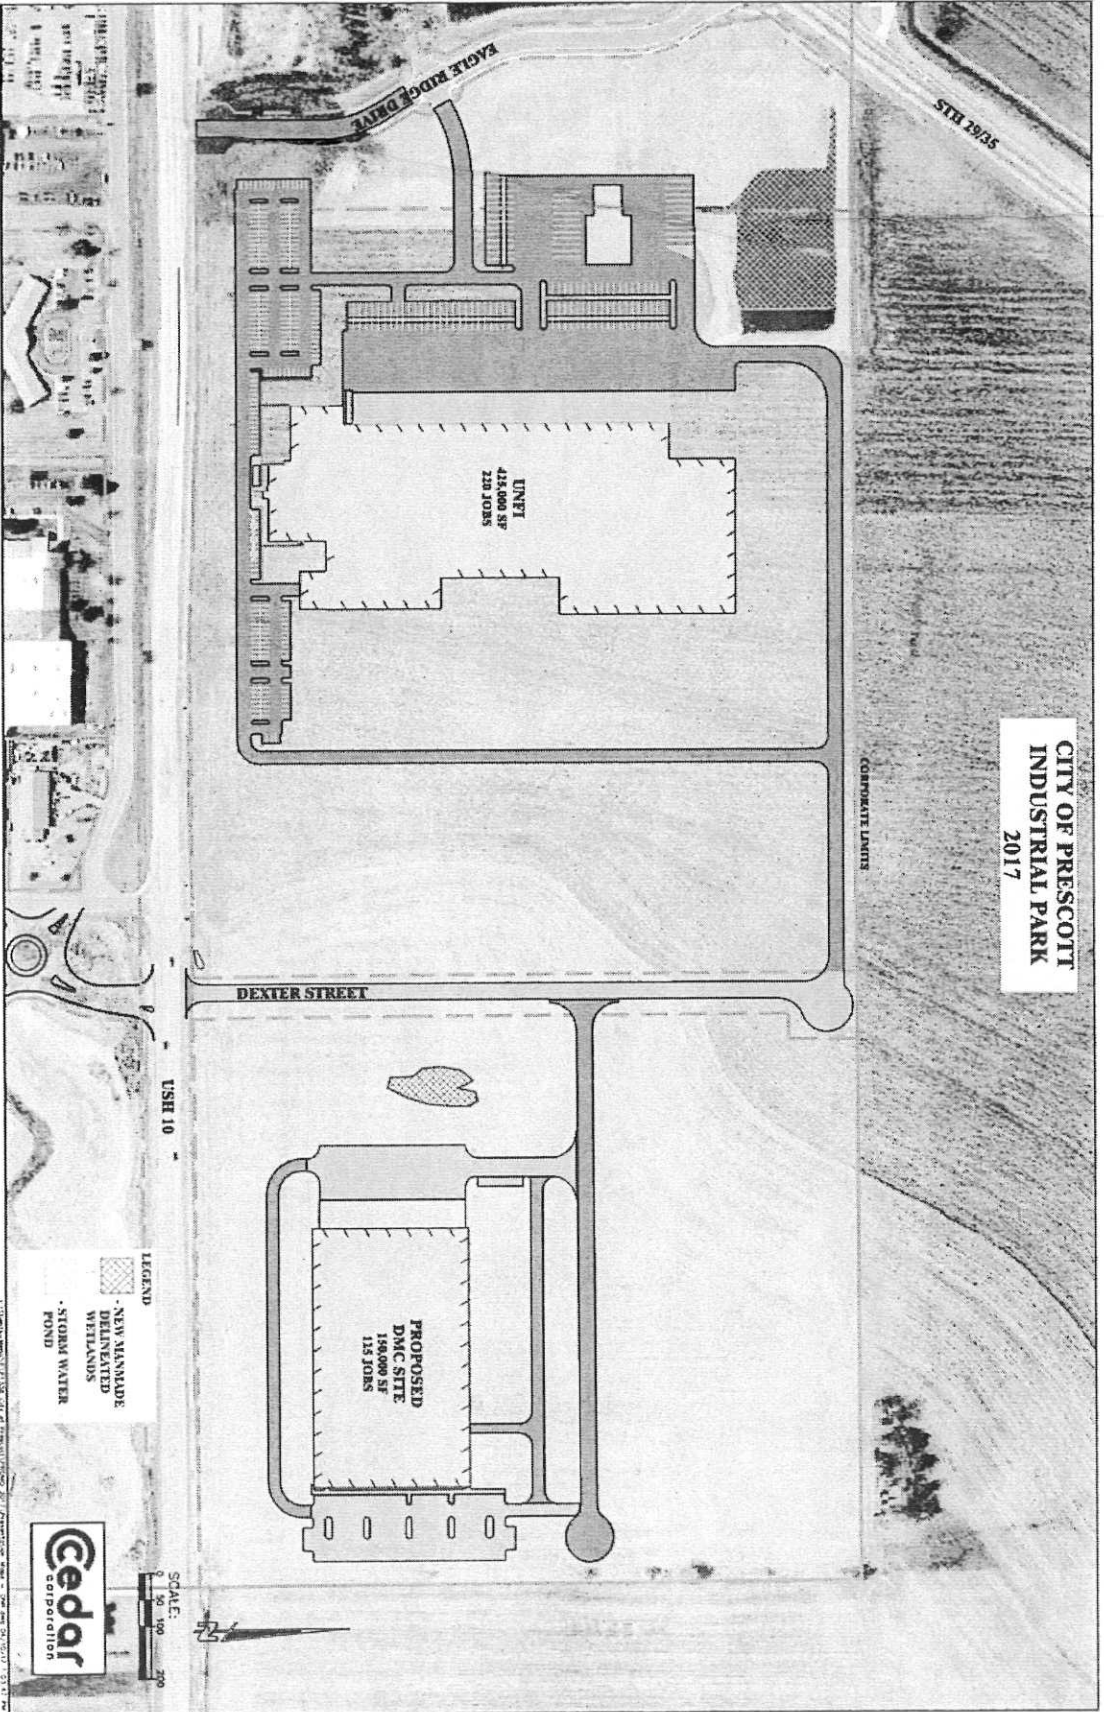 CITY OF PRESCOTT
INDUSTRIAL PARK
2017
STH 29/35
EAGLE RIDGE DRIVE
CORPORATE LIMITS
UNFI
425,000 SF
220 JOBS
DEXTER STREET
USH 10
PROPOSED
DMC SITE
150,000 SF
115 JOBS
LEGEND
- NEW MANMADE
DELINEATED
WETLANDS
- STORM WATER
POND
SCALE:
0 50 100 200
N
Cedar
corporation